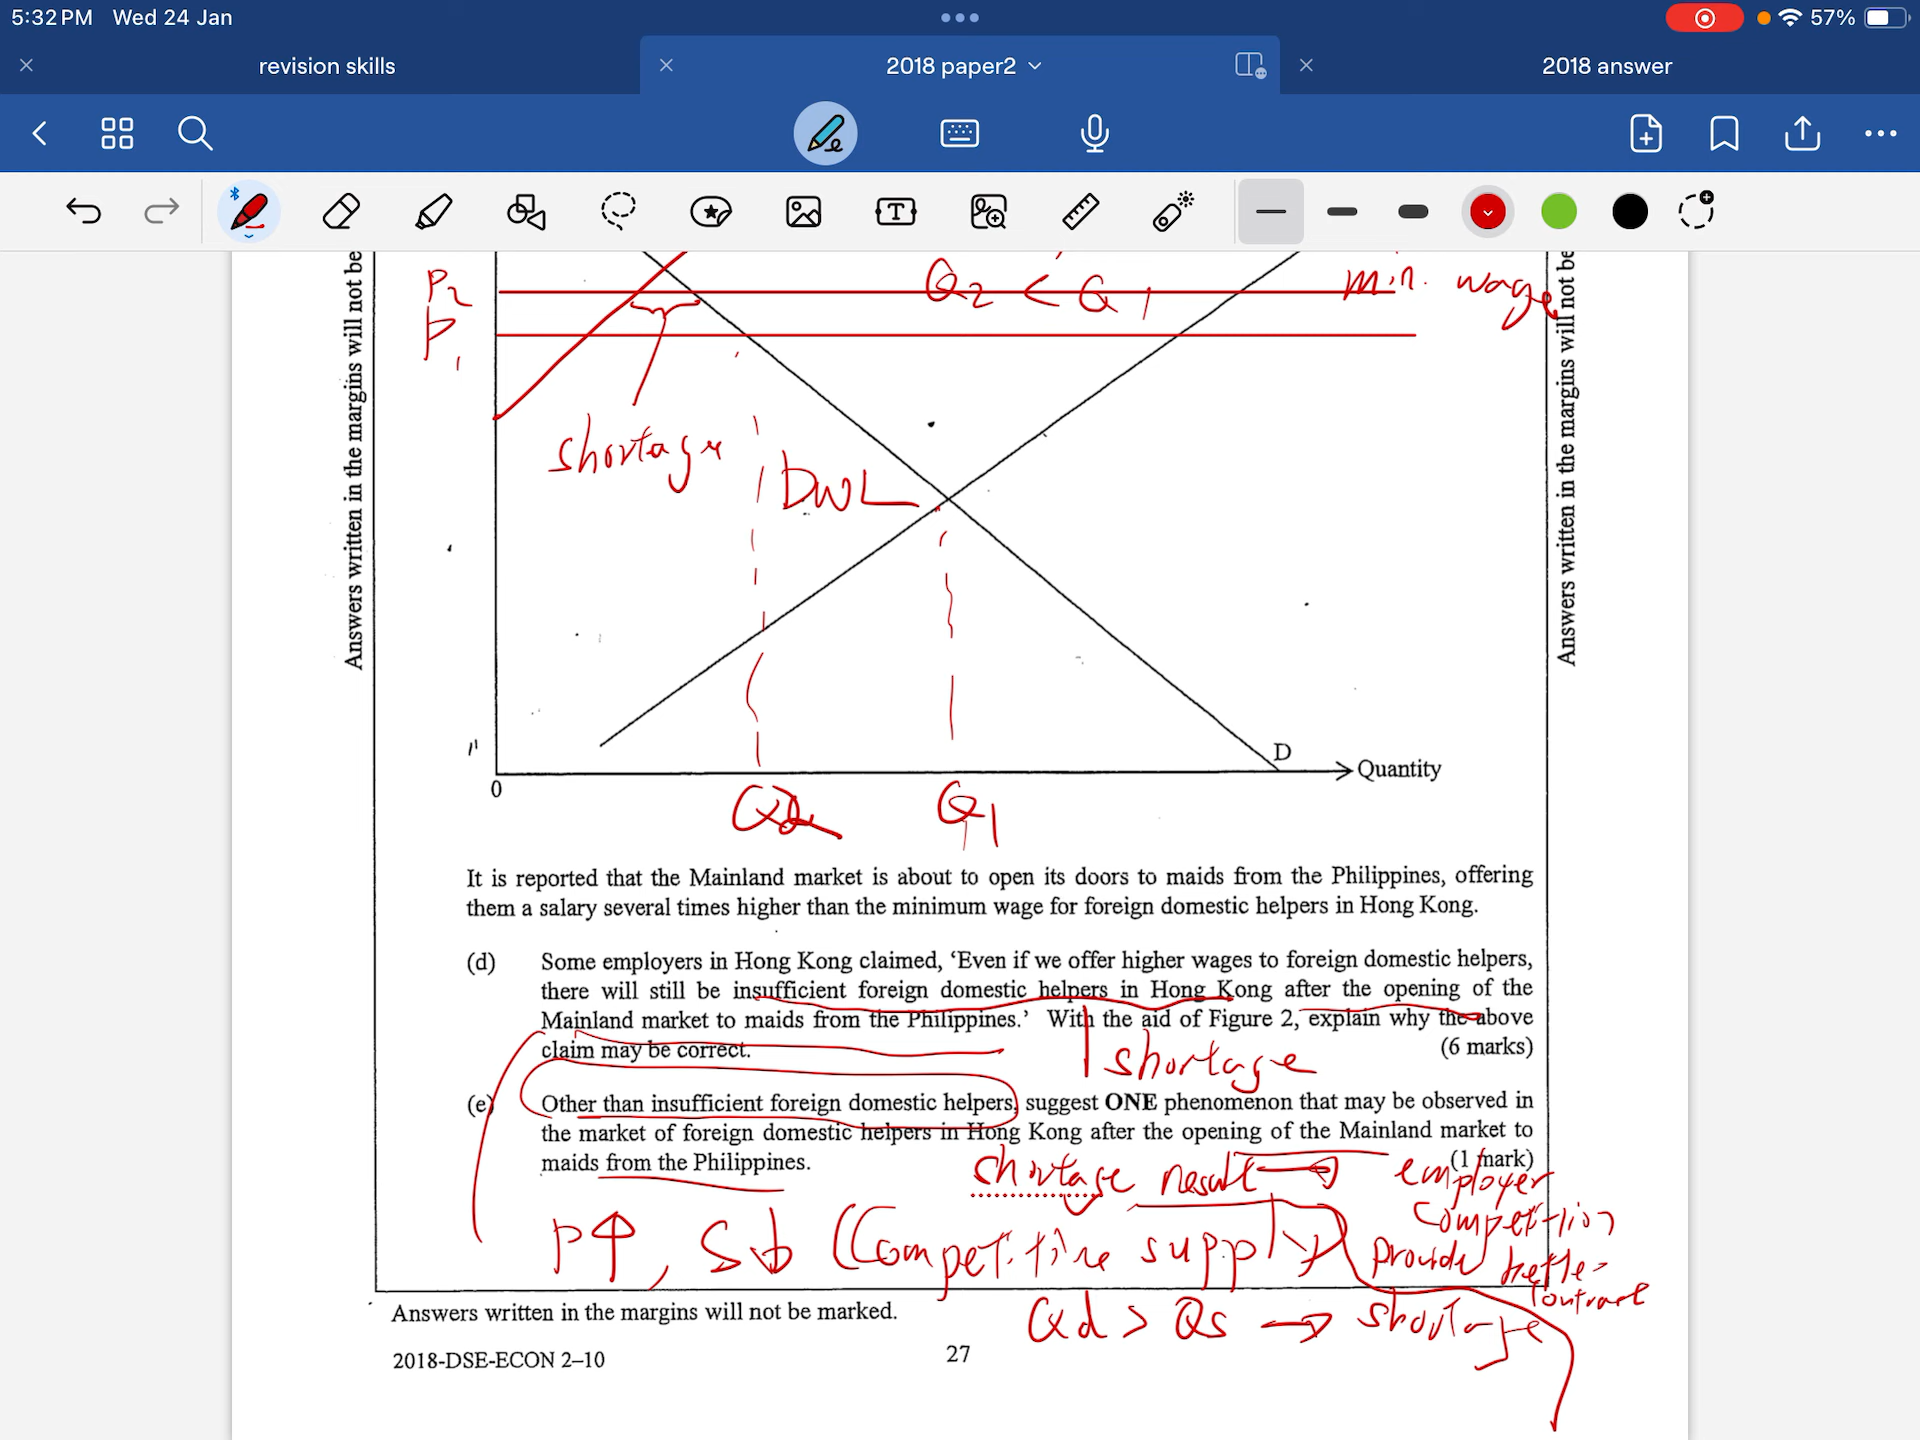 5:32 PM Wed 24 Jan
57%
revision skills
2018 paper2
2018 answer
P2
P1
Q2 < Q1
min. wage
shortage
DWL
D
Quantity
0
Q1
Answers written in the margins will not be
Answers written in the margins will not be
It is reported that the Mainland market is about to open its doors to maids from the Philippines, offering
them a salary several times higher than the minimum wage for foreign domestic helpers in Hong Kong.
(d) Some employers in Hong Kong claimed, ‘Even if we offer higher wages to foreign domestic helpers,
there will still be insufficient foreign domestic helpers in Hong Kong after the opening of the
Mainland market to maids from the Philippines.’ With the aid of Figure 2, explain why the above
claim may be correct. (6 marks)
shortage
(e) Other than insufficient foreign domestic helpers, suggest ONE phenomenon that may be observed in
the market of foreign domestic helpers in Hong Kong after the opening of the Mainland market to
maids from the Philippines. (1 mark)
shortage result → employer
competition
provide better
contract
P↑, S↓ (Competitive supply)
Qd > Qs → shortage
Answers written in the margins will not be marked.
2018-DSE-ECON 2–10
27